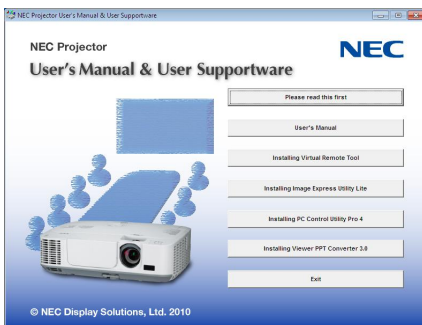 NEC Projector User's Manual & User Supportware
NEC Projector
NEC
User's Manual & User Supportware
Please read this first
User's Manual
Installing Virtual Remote Tool
Installing Image Express Utility Lite
Installing PC Control Utility Pro 4
Installing Viewer PPT Converter 3.0
Exit
© NEC Display Solutions, Ltd. 2010